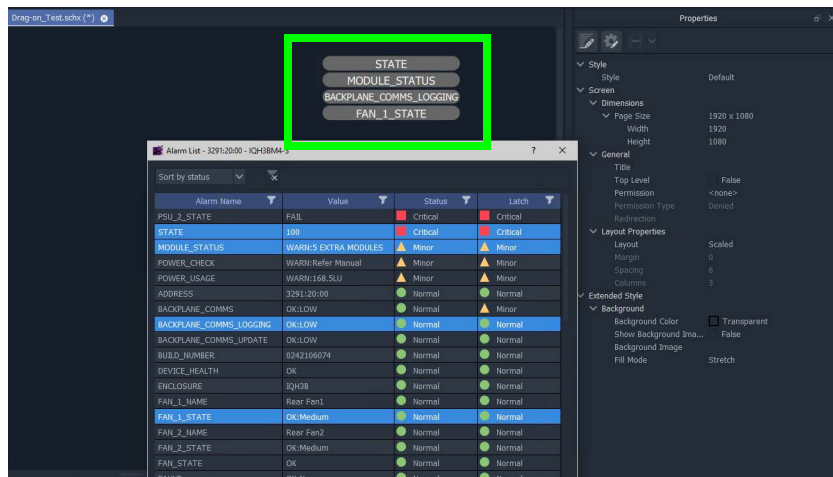 Drag-on_Test.schx (*)
Properties
STATE
MODULE_STATUS
BACKPLANE_COMMS_LOGGING
FAN_1_STATE
Style
Style Default
Screen
Dimensions
Page Size 1920 x 1080
Width 1920
Height 1080
General
Title
Top Level False
Permission <none>
Permission Type Denied
Redirection
Layout Properties
Layout Scaled
Margin 0
Spacing 6
Columns 3
Extended Style
Background
Background Color Transparent
Show Background Ima... False
Background Image
Fill Mode Stretch
Alarm List - 3291:20:00 - IQH3BM4-S ?
Sort by status
Alarm Name Value Status Latch
PSU_2_STATE FAIL Critical Critical
STATE 100 Critical Critical
MODULE_STATUS WARN:5 EXTRA MODULES Minor Minor
POWER_CHECK WARN:Refer Manual Minor Minor
POWER_USAGE WARN:168.5LU Minor Minor
ADDRESS 3291:20:00 Normal Normal
BACKPLANE_COMMS OK:LOW Normal Minor
BACKPLANE_COMMS_LOGGING OK:LOW Normal Normal
BACKPLANE_COMMS_UPDATE OK:LOW Normal Normal
BUILD_NUMBER 0242106074 Normal Normal
DEVICE_HEALTH OK Normal Normal
ENCLOSURE IQH3B Normal Normal
FAN_1_NAME Rear Fan1 Normal Normal
FAN_1_STATE OK:Medium Normal Normal
FAN_2_NAME Rear Fan2 Normal Normal
FAN_2_STATE OK:Medium Normal Normal
FAN_STATE OK Normal Normal